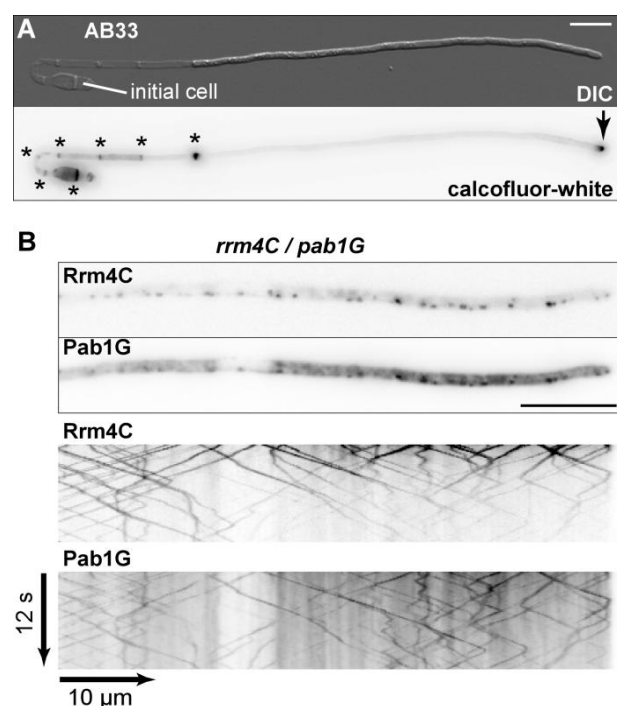 A
AB33
initial cell
DIC
* * * * *
* *
calcofluor-white
B
rrm4C / pab1G
Rrm4C
Pab1G
Rrm4C
Pab1G
12 s
10 µm